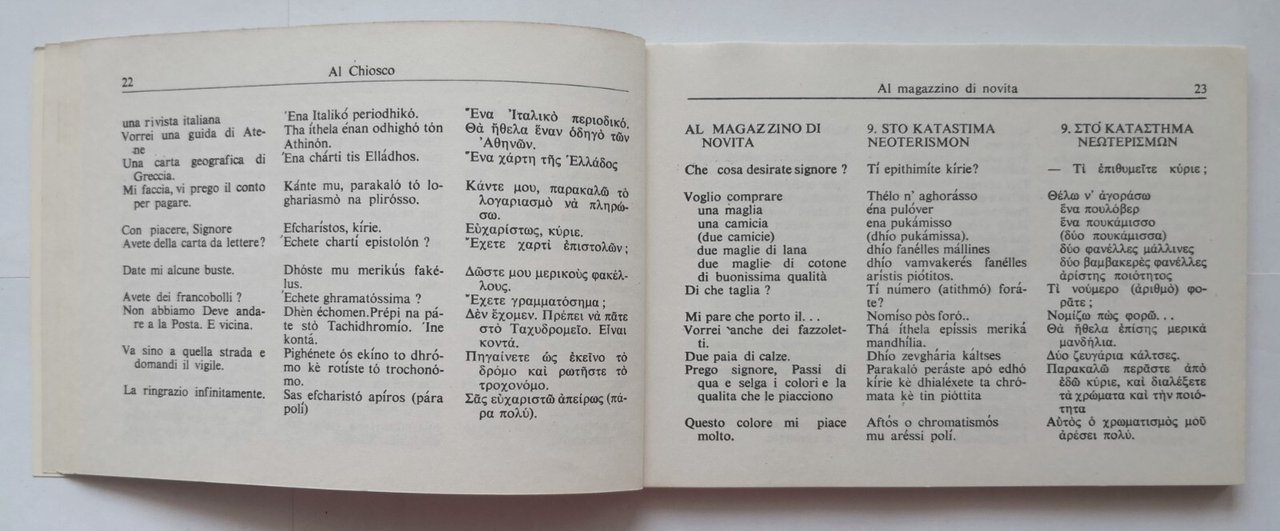 22
Al Chiosco
una rivista italiana
Vorrei una guida di Ate-
ne
Una carta geografica di
Greccia.
Mi faccia, vi prego il conto
per pagare.
Con piacere, Signore
Avete della carta da lettere?
Date mi alcune buste.
Avete dei francobolli ?
Non abbiamo Deve anda-
re a la Posta. E vicina.
Va sino a quella strada e
domandi il vigile.
La ringrazio infinitamente.
Éna Italikó periodhikó.
Tha íthela énan odhighó tón
Athinón.
Éna chárti tis Elládhos.
Kánte mu, parakaló tó lo-
ghariasmò na plirósso.
Efcharístos, kírie.
Échete chartí epistolón ?
Dhóste mu merikús faké-
lus.
Échete ghramatóssima ?
Dhèn échomen. Prépi na pá-
te stò Tachidhromío. Íne
kontá.
Pighénete ós ekíno to dhró-
mo kè rotíste tó trochonó-
mo.
Sas efcharistó apíros (pára
polí)
Ἕνα Ἰταλικὸ περιοδικό.
Θὰ ἤθελα ἕναν ὁδηγὸ τῶν
Ἀθηνῶν.
Ἕνα χάρτη τῆς Ἑλλάδος
Κάντε μου, παρακαλῶ τὸ
λογαριασμὸ νὰ πληρώ-
σω.
Εὐχαρίστως, κύριε.
Ἔχετε χαρτὶ ἐπιστολῶν ;
Δῶστε μου μερικοὺς φακέλ-
λους.
Ἔχετε γραμματόσημα ;
Δὲν ἔχομεν. Πρέπει νὰ πᾶτε
στὸ Ταχυδρομεῖο. Εἶναι
κοντά.
Πηγαίνετε ὡς ἐκεῖνο τὸ
δρόμο καὶ ρωτῆστε τὸ
τροχονόμο.
Σᾶς εὐχαριστῶ ἀπείρως (πά-
ρα πολύ).
Al magazzino di novita
23
AL MAGAZZINO DI
NOVITA
Che cosa desirate signore ?
Voglio comprare
una maglia
una camicia
(due camicie)
due maglie di lana
due maglie di cotone
di buonissima qualità
Di che taglia ?
Mi pare che porto il. . .
Vorrei anche dei fazzolet-
ti.
Due paia di calze.
Prego signore, Passi di
qua e selga i colori e la
qualita che le piacciono
Questo colore mi piace
molto.
9. STO KATASTIMA
NEOTERISMON
Tí epithimíte kírie?
Thélo n' aghorásso
éna pulóver
ena pukámisso
(dhío pukámissa).
dhío fanélles mállines
dhío vamvakerés fanélles
arístis piótitos.
Tí número (atithmó) forá-
te?
Nomíso pòs foró..
Thá íthela epíssis meriká
mandhília.
Dhío zevghária káltses
Parakaló peráste apó edhó
kírie kè dhialéxete ta chró-
mata kè tin pióttita
Aftós o chromatismós
mu aréssi polí.
9. ΣΤΟ ΚΑΤΑΣΤΗΜΑ
ΝΕΩΤΕΡΙΣΜΩΝ
— Τὶ ἐπιθυμεῖτε κύριε ;
Θέλω ν' ἀγοράσω
ἕνα πουλόβερ
ἕνα πουκάμισσο
(δύο πουκάμισσα)
δύο φανέλλες μάλλινες
δύο βαμβακερὲς φανέλλες
ἀρίστης ποιότητος
Τὶ νούμερο (ἀριθμὸ) φο-
ρᾶτε ;
Νομίζω πὼς φορῶ. . .
Θὰ ἤθελα ἐπίσης μερικὰ
μανδήλια.
Δύο ζευγάρια κάλτσες.
Παρακαλῶ περᾶστε ἀπὸ
ἐδῶ κύριε, καὶ διαλέξετε
τὰ χρώματα καὶ τὴν ποιό-
τητα
Αὐτὸς ὁ χρωματισμὸς μοῦ
ἀρέσει πολύ.